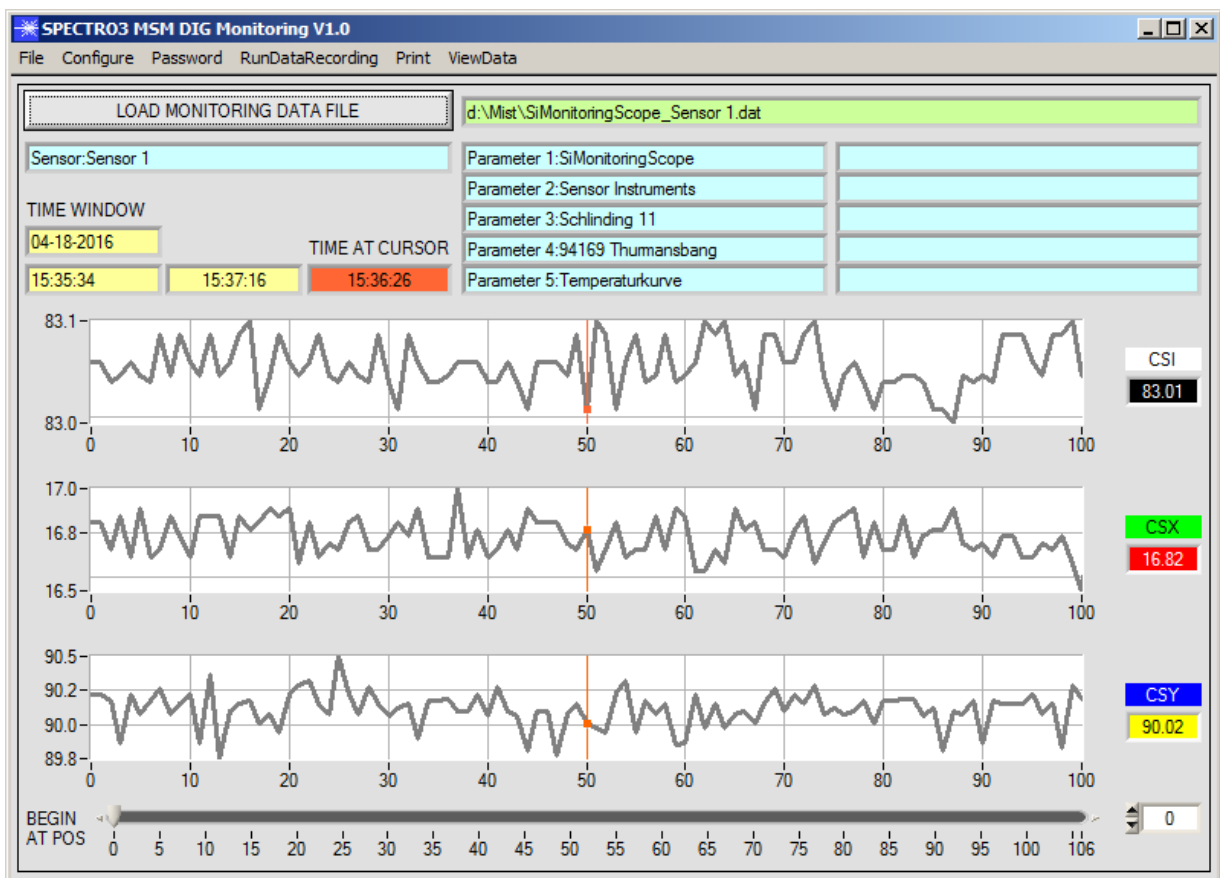 SPECTRO3 MSM DIG Monitoring V1.0
File Configure Password RunDataRecording Print ViewData
LOAD MONITORING DATA FILE
d:\Mist\SiMonitoringScope_Sensor 1.dat
Sensor:Sensor 1
Parameter 1:SiMonitoringScope
Parameter 2:Sensor Instruments
TIME WINDOW
Parameter 3:Schlinding 11
04-18-2016
TIME AT CURSOR
Parameter 4:94169 Thurmansbang
15:35:34 15:37:16 15:36:26
Parameter 5:Temperaturkurve
83.1
83.0
0 10 20 30 40 50 60 70 80 90 100
CSI
83.01
17.0
16.8
16.5
0 10 20 30 40 50 60 70 80 90 100
CSX
16.82
90.5
90.2
90.0
89.8
0 10 20 30 40 50 60 70 80 90 100
CSY
90.02
BEGIN
AT POS
0 5 10 15 20 25 30 35 40 45 50 55 60 65 70 75 80 85 90 95 100 106
0